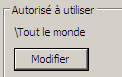 Autorisé à utiliser
\Tout le monde
Modifier